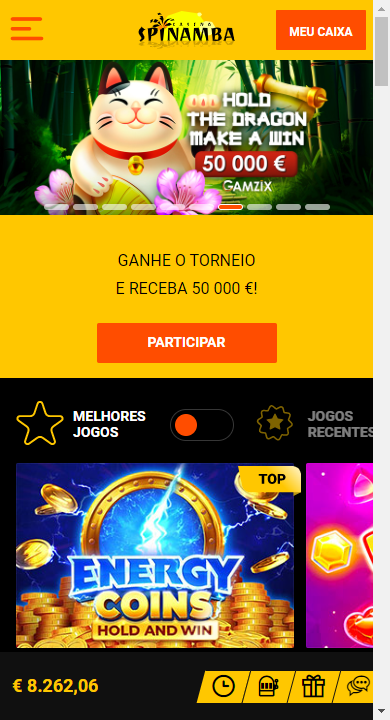 CASINO
SPINAMBA
MEU CAIXA
HOLD
THE DRAGON
MAKE A WIN
50 000 €
GAMZIX
GANHE O TORNEIO
E RECEBA 50 000 €!
PARTICIPAR
MELHORES
JOGOS
JOGOS
RECENTES
TOP
ENERGY
COINS
HOLD AND WIN
€ 8.262,06